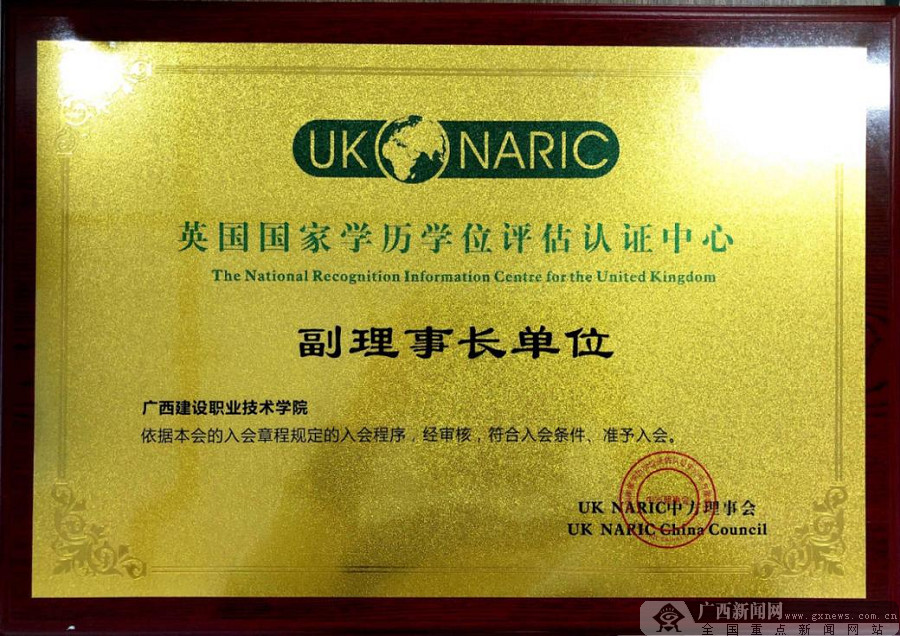 UK NARIC
英国国家学历学位评估认证中心
The National Recognition Information Centre for the United Kingdom
副理事长单位
广西建设职业技术学院
依据本会的入会章程规定的入会程序，经审核，符合入会条件、准予入会。
UK NARIC中方理事会
UK NARIC China Council
广西新闻网
www.gxnews.com.cn
全国重点新闻网站